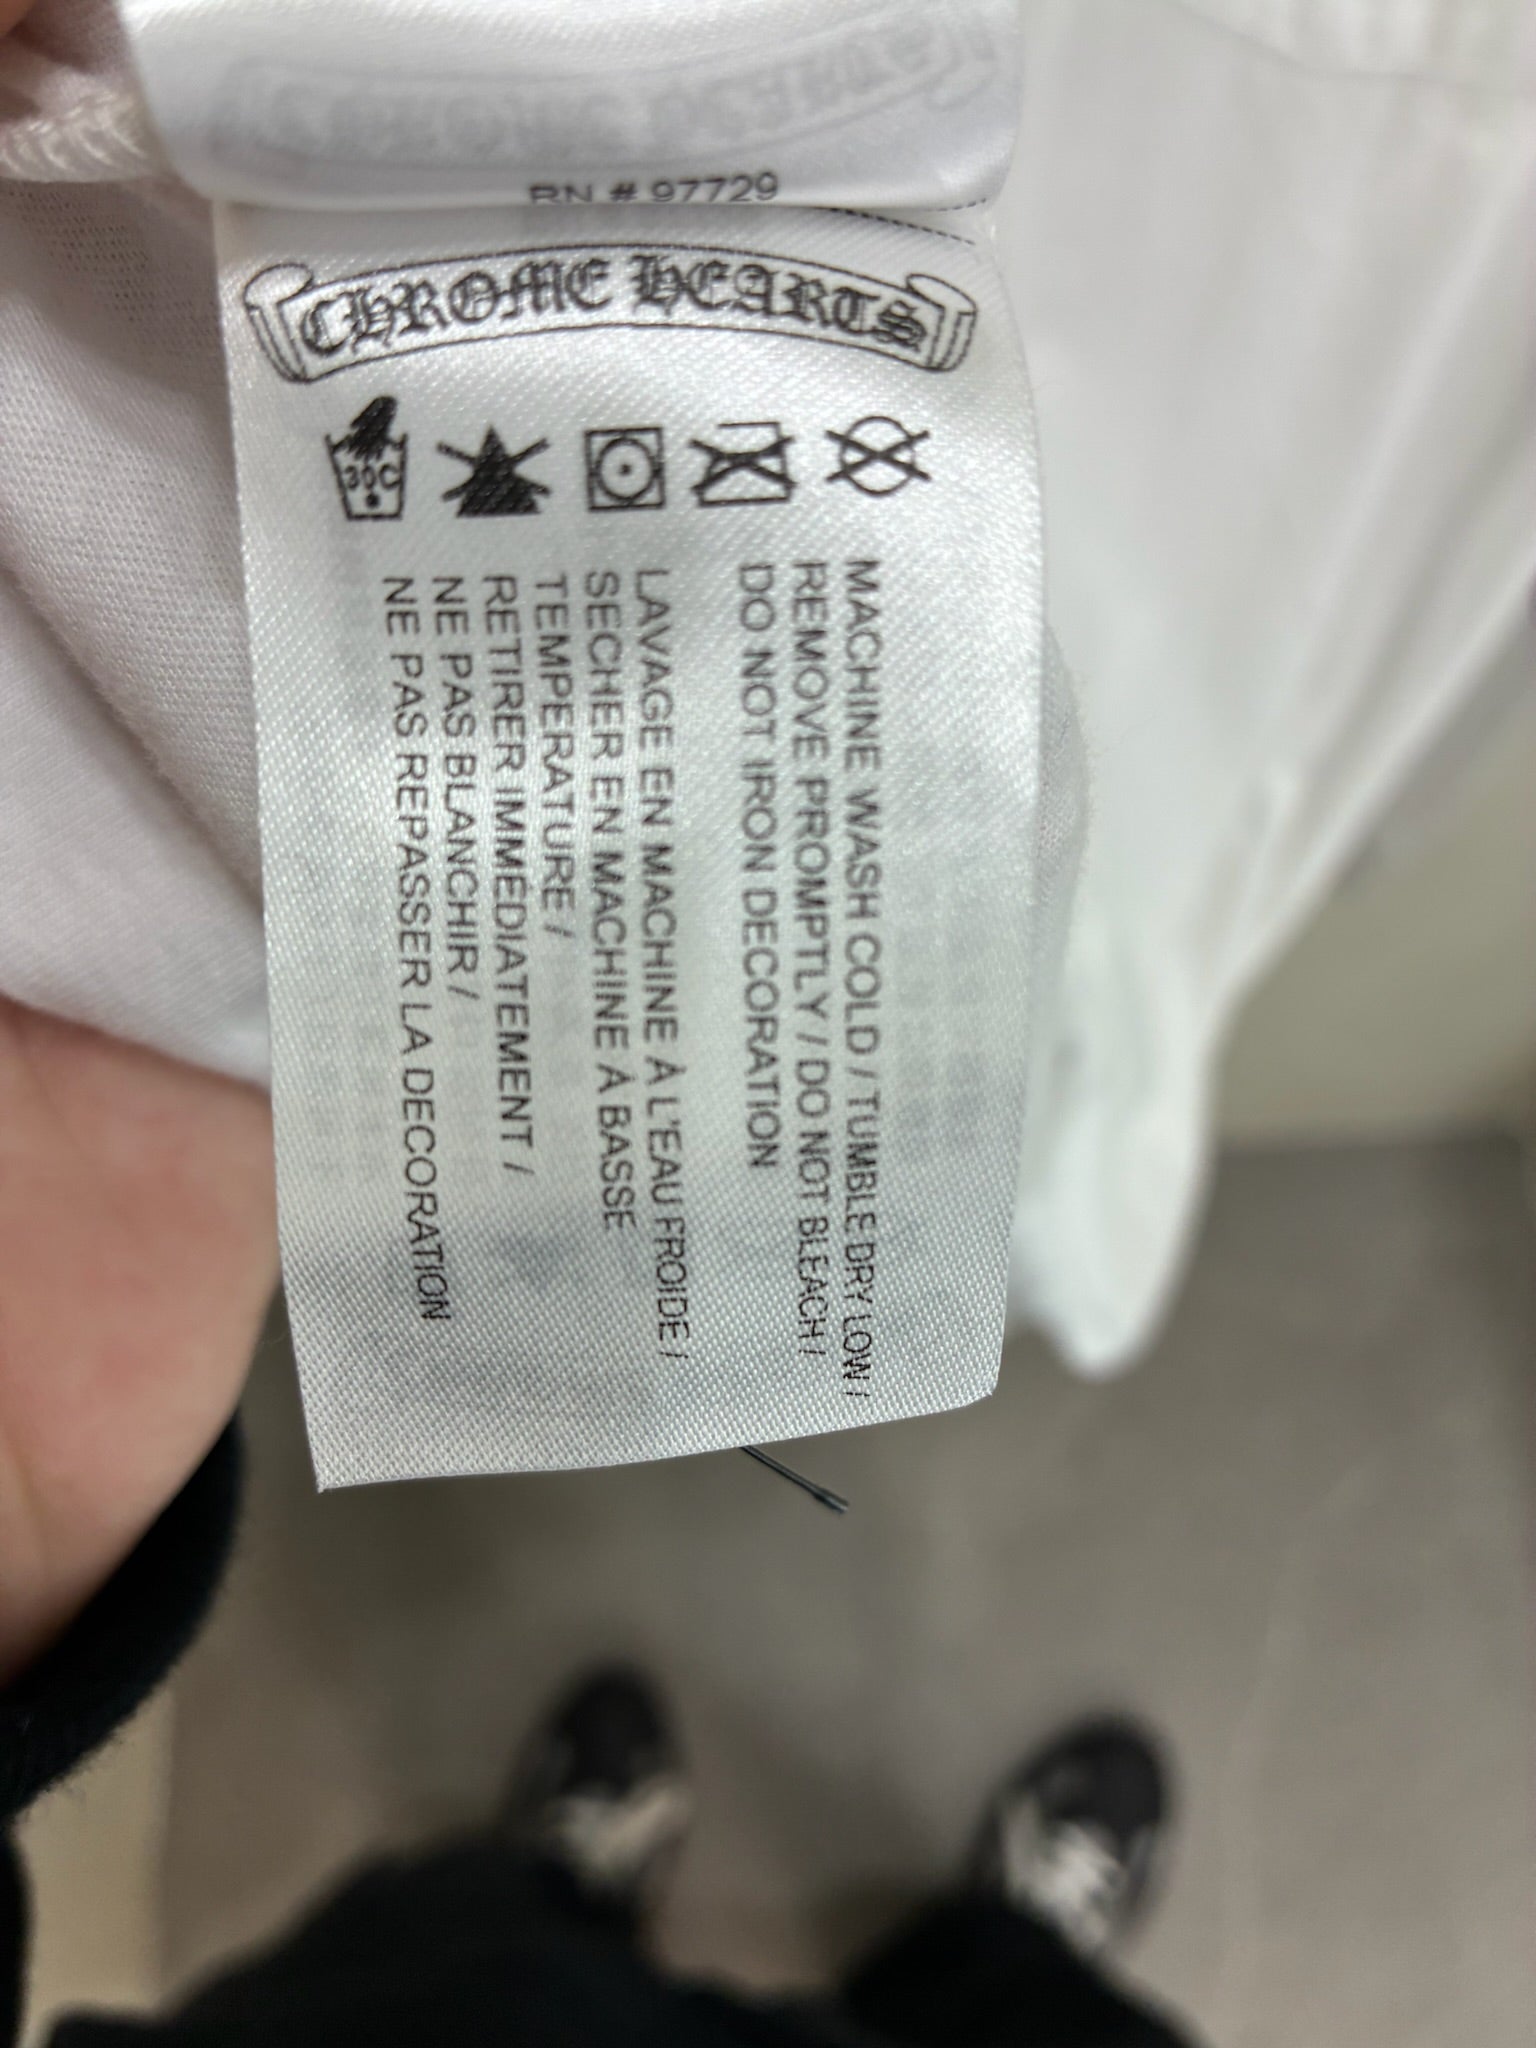 RN # 97729
CHROME HEARTS
30C
MACHINE WASH COLD / TUMBLE DRY LOW /
REMOVE PROMPTLY / DO NOT BLEACH /
DO NOT IRON DECORATION
LAVAGE EN MACHINE À L'EAU FROIDE /
SECHER EN MACHINE À BASSE
TEMPERATURE /
RETIRER IMMÉDIATEMENT /
NE PAS BLANCHIR /
NE PAS REPASSER LA DECORATION